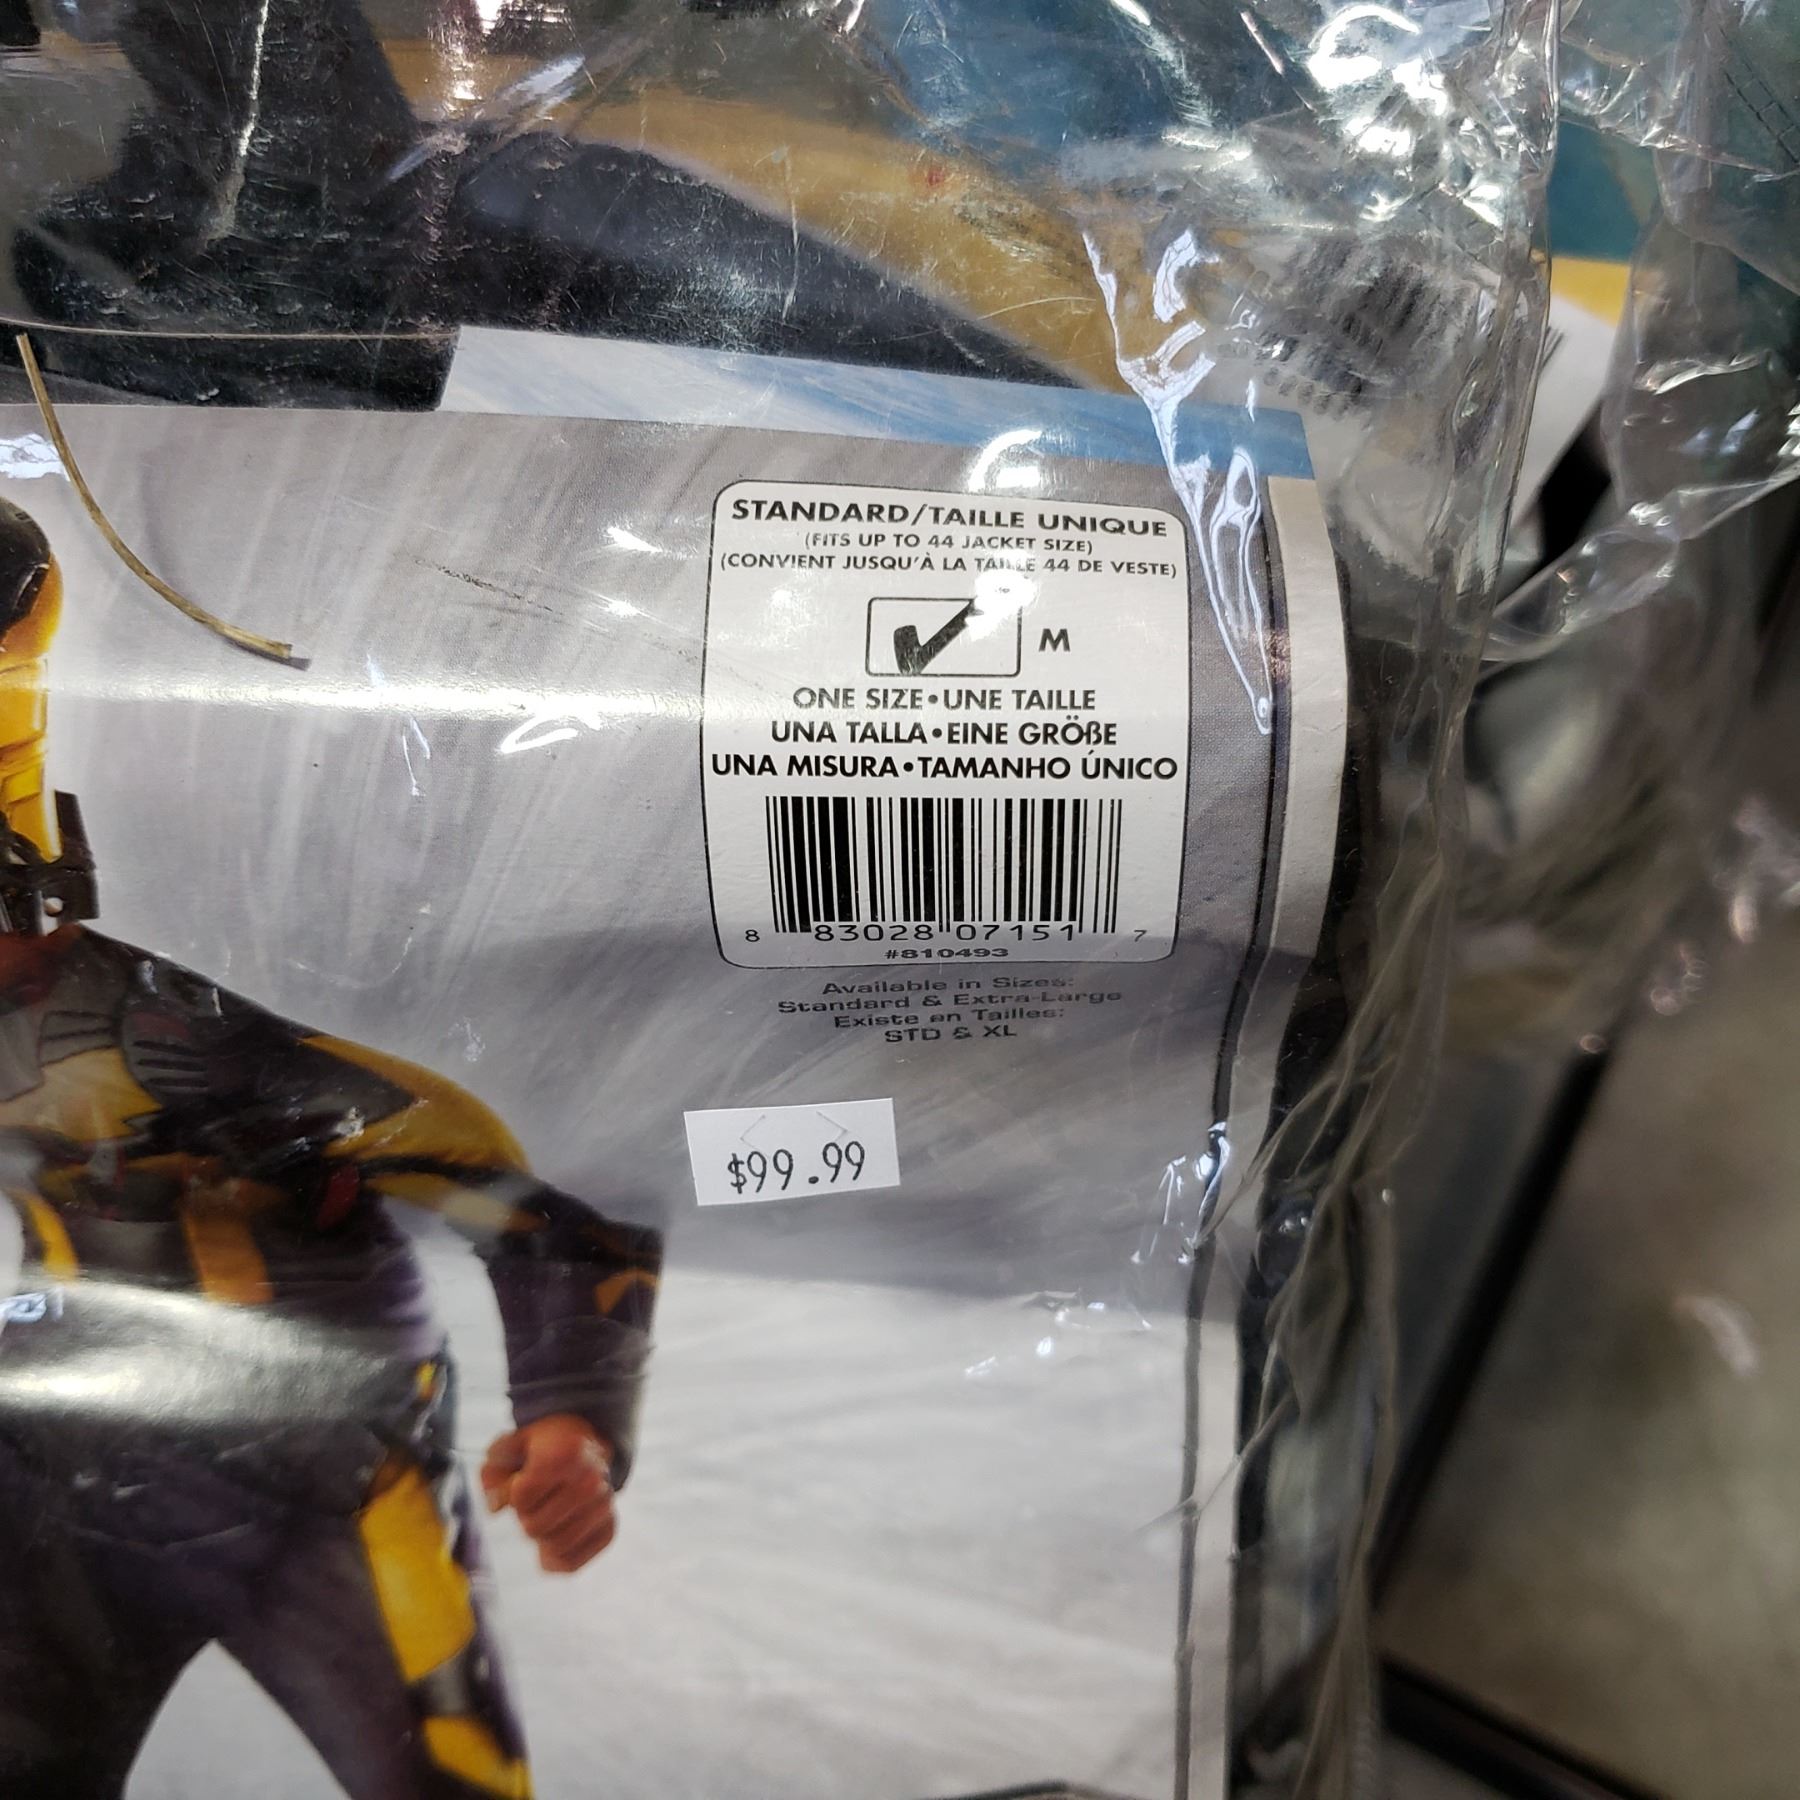 STANDARD/TAILLE UNIQUE
(FITS UP TO 44 JACKET SIZE)
(CONVIENT JUSQU'À LA TAILLE 44 DE VESTE)
M
ONE SIZE•UNE TAILLE
UNA TALLA•EINE GRÖßE
UNA MISURA•TAMANHO ÚNICO
8 83028 07151 7
#810493
Available in Sizes:
Standard & Extra-Large
Existe en Tailles:
STD & XL
$99.99